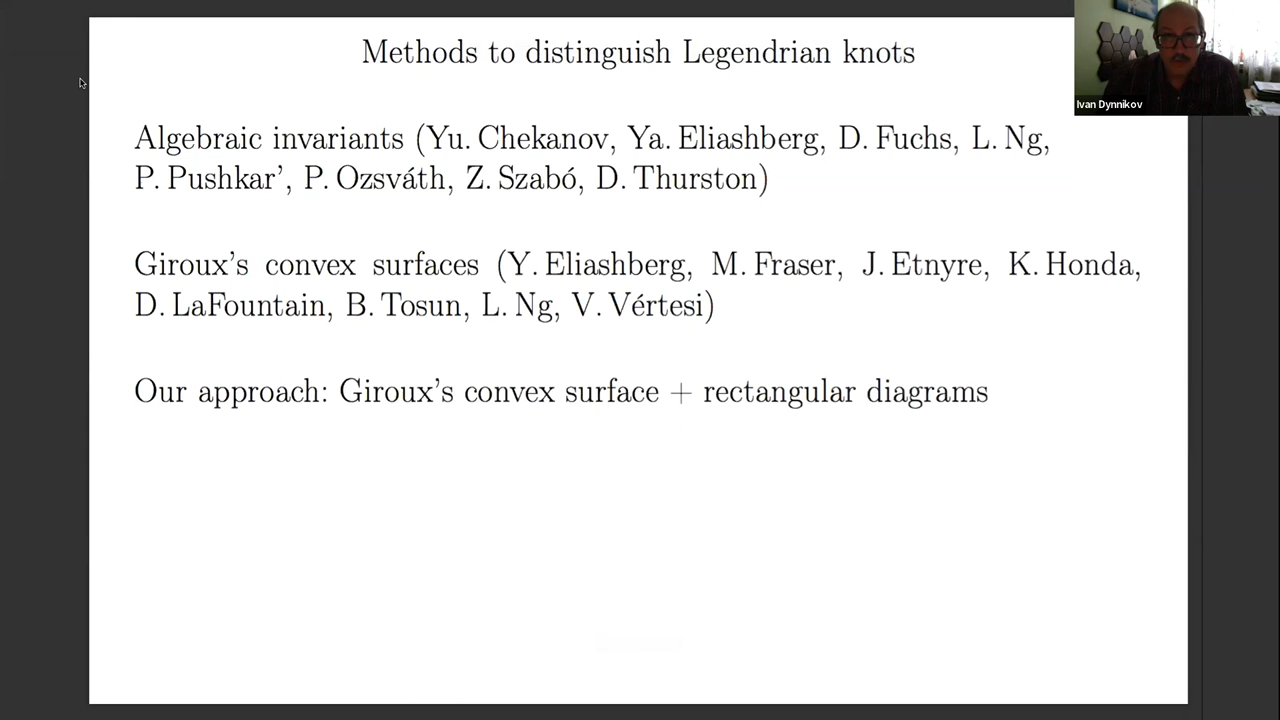 Methods to distinguish Legendrian knots
Ivan Dynnikov
Algebraic invariants (Yu. Chekanov, Ya. Eliashberg, D. Fuchs, L. Ng,
P. Pushkar', P. Ozsváth, Z. Szabó, D. Thurston)
Giroux's convex surfaces (Y. Eliashberg, M. Fraser, J. Etnyre, K. Honda,
D. LaFountain, B. Tosun, L. Ng, V. Vértesi)
Our approach: Giroux's convex surface + rectangular diagrams